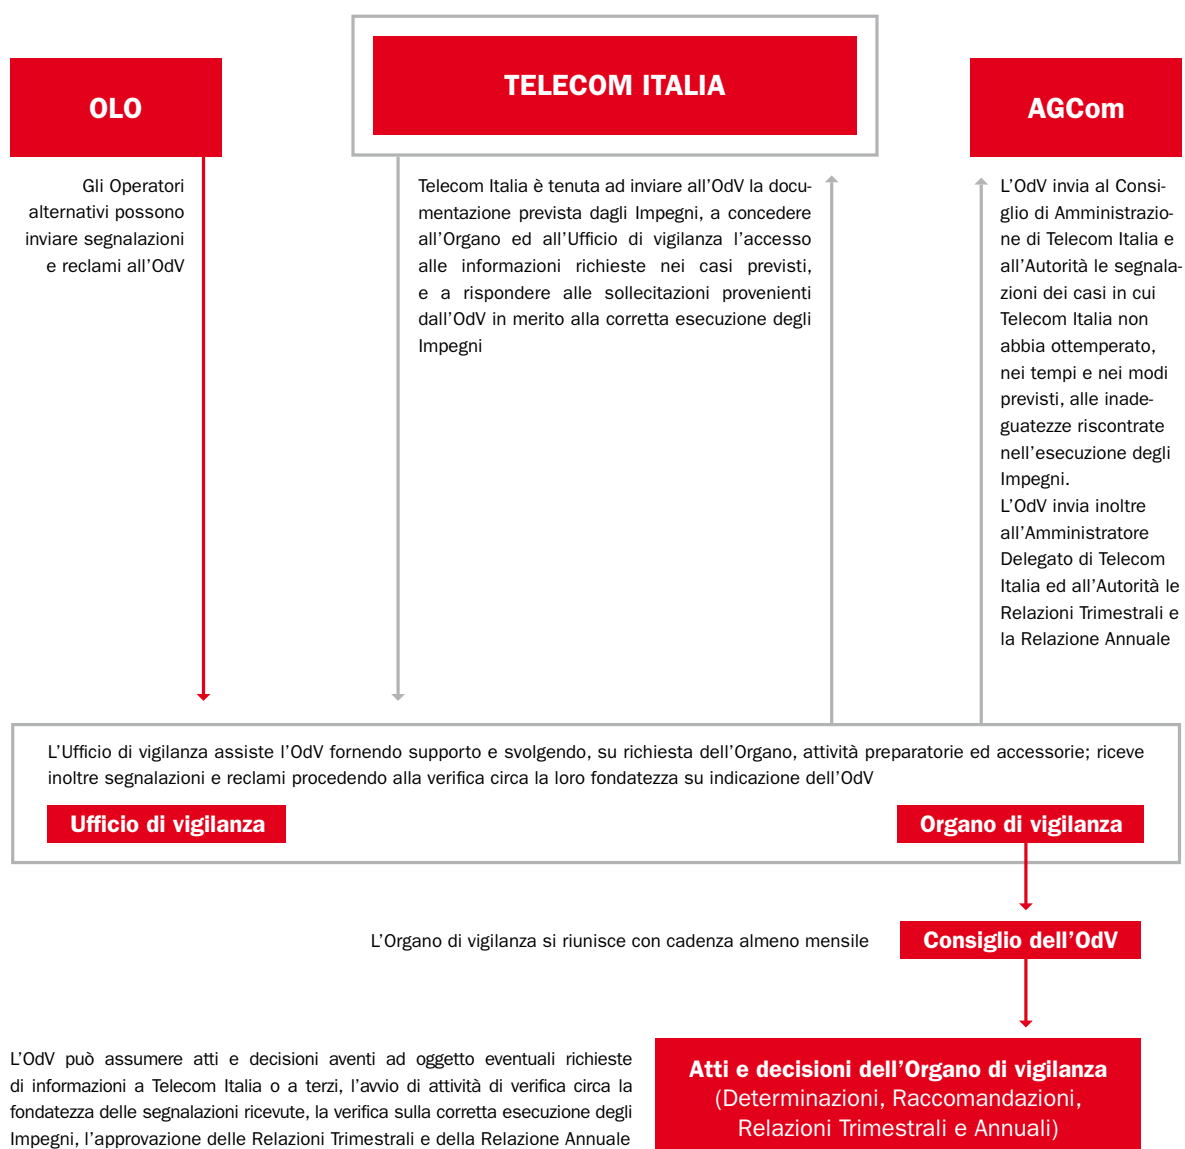 OLO
TELECOM ITALIA
AGCom
Gli Operatori
alternativi possono
inviare segnalazioni
e reclami all’OdV
Telecom Italia è tenuta ad inviare all’OdV la docu-
mentazione prevista dagli Impegni, a concedere
all’Organo ed all’Ufficio di vigilanza l’accesso
alle informazioni richieste nei casi previsti,
e a rispondere alle sollecitazioni provenienti
dall’OdV in merito alla corretta esecuzione degli
Impegni
L’OdV invia al Consi-
glio di Amministrazio-
ne di Telecom Italia e
all’Autorità le segnala-
zioni dei casi in cui
Telecom Italia non
abbia ottemperato,
nei tempi e nei modi
previsti, alle inade-
guatezze riscontrate
nell’esecuzione degli
Impegni.
L’OdV invia inoltre
all’Amministratore
Delegato di Telecom
Italia ed all’Autorità le
Relazioni Trimestrali e
la Relazione Annuale
L’Ufficio di vigilanza assiste l’OdV fornendo supporto e svolgendo, su richiesta dell’Organo, attività preparatorie ed accessorie; riceve
inoltre segnalazioni e reclami procedendo alla verifica circa la loro fondatezza su indicazione dell’OdV
Ufficio di vigilanza
Organo di vigilanza
L’Organo di vigilanza si riunisce con cadenza almeno mensile
Consiglio dell’OdV
L’OdV può assumere atti e decisioni aventi ad oggetto eventuali richieste
di informazioni a Telecom Italia o a terzi, l’avvio di attività di verifica circa la
fondatezza delle segnalazioni ricevute, la verifica sulla corretta esecuzione degli
Impegni, l’approvazione delle Relazioni Trimestrali e della Relazione Annuale
Atti e decisioni dell’Organo di vigilanza
(Determinazioni, Raccomandazioni,
Relazioni Trimestrali e Annuali)